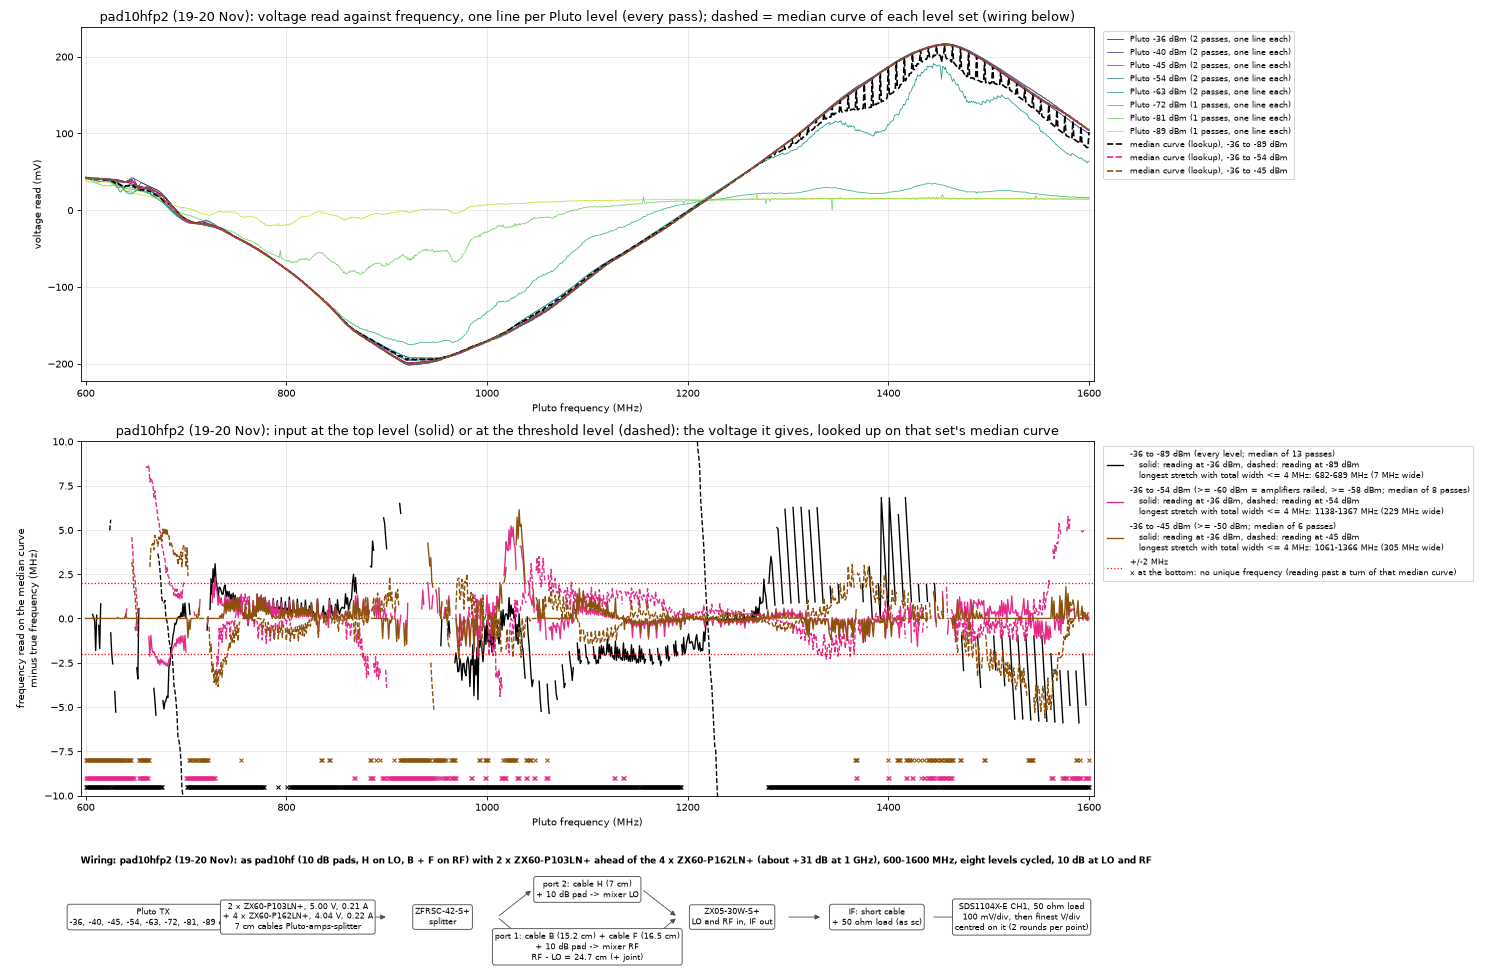 pad10hfp2 (19-20 Nov): voltage read against frequency, one line per Pluto level (every pass); dashed = median curve of each level set (wiring below)
voltage read (mV)
200
100
0
−100
−200
600
800
1000
1200
1400
1600
Pluto frequency (MHz)
Pluto -36 dBm (2 passes, one line each)
Pluto -40 dBm (2 passes, one line each)
Pluto -45 dBm (2 passes, one line each)
Pluto -54 dBm (2 passes, one line each)
Pluto -63 dBm (2 passes, one line each)
Pluto -72 dBm (1 passes, one line each)
Pluto -81 dBm (1 passes, one line each)
Pluto -89 dBm (1 passes, one line each)
median curve (lookup), -36 to -89 dBm
median curve (lookup), -36 to -54 dBm
median curve (lookup), -36 to -45 dBm
pad10hfp2 (19-20 Nov): input at the top level (solid) or at the threshold level (dashed): the voltage it gives, looked up on that set's median curve
frequency read on the median curve
minus true frequency (MHz)
10.0
7.5
5.0
2.5
0.0
−2.5
−5.0
−7.5
−10.0
600
800
1000
1200
1400
1600
Pluto frequency (MHz)
-36 to -89 dBm (every level; median of 13 passes)
solid: reading at -36 dBm, dashed: reading at -89 dBm
longest stretch with total width <= 4 MHz: 682-689 MHz (7 MHz wide)
-36 to -54 dBm (>= -60 dBm = amplifiers railed, >= -58 dBm; median of 8 passes)
solid: reading at -36 dBm, dashed: reading at -54 dBm
longest stretch with total width <= 4 MHz: 1138-1367 MHz (229 MHz wide)
-36 to -45 dBm (>= -50 dBm; median of 6 passes)
solid: reading at -36 dBm, dashed: reading at -45 dBm
longest stretch with total width <= 4 MHz: 1061-1366 MHz (305 MHz wide)
+/-2 MHz
x at the bottom: no unique frequency (reading past a turn of that median curve)
Wiring: pad10hfp2 (19-20 Nov): as pad10hf (10 dB pads, H on LO, B + F on RF) with 2 x ZX60-P103LN+ ahead of the 4 x ZX60-P162LN+ (about +31 dB at 1 GHz), 600-1600 MHz, eight levels cycled, 10 dB at LO and RF
Pluto TX
-36, -40, -45, -54, -63, -72, -81, -89
2 x ZX60-P103LN+, 5.00 V, 0.21 A
+ 4 x ZX60-P162LN+, 4.04 V, 0.22 A
7 cm cables Pluto-amps-splitter
ZFRSC-42-S+
splitter
port 2: cable H (7 cm)
+ 10 dB pad -> mixer LO
port 1: cable B (15.2 cm) + cable F (16.5 cm)
+ 10 dB pad -> mixer RF
RF - LO = 24.7 cm (+ joint)
ZX05-30W-S+
LO and RF in, IF out
IF: short cable
+ 50 ohm load (as sc)
SDS1104X-E CH1, 50 ohm load
100 mV/div, then finest V/div
centred on it (2 rounds per point)